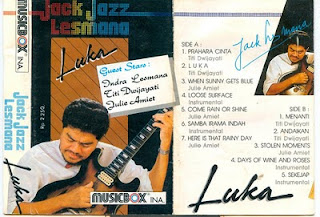 Jack Jazz
Lesmana
Rp. 2250,-
Jack Jazz
Lesmana
MUSICBOX INA.
Luka
Guest Stars :
Indra Lesmana
Titi Dwijayati
Julie Amiet
MUSICBOX INA.
SIDE A :
1. PRAHARA CINTA
Titi Dwijayati
2. L U K A
Titi Dwijayati
3. WHEN SUNNY GETS BLUE
Julie Amiet
4. LOOSE SURFACE
Instrumental
5. COME RAIN OR SHINE
Julie Amiet
6. SAMBA IRAMA INDAH
Instrumental
7. HERE IS THAT RAINY DAY
Julie Amiet
Jack Lesmana
SIDE B :
1. MENANTI
Titi Dwijayati
2. ANDAIKAN
Titi Dwijayati
3. STOLEN MOMENTS
Julie Amiet
4. DAYS OF WINE AND ROSES
Instrumental
5. SEKEJAP
Instrumental
Luka